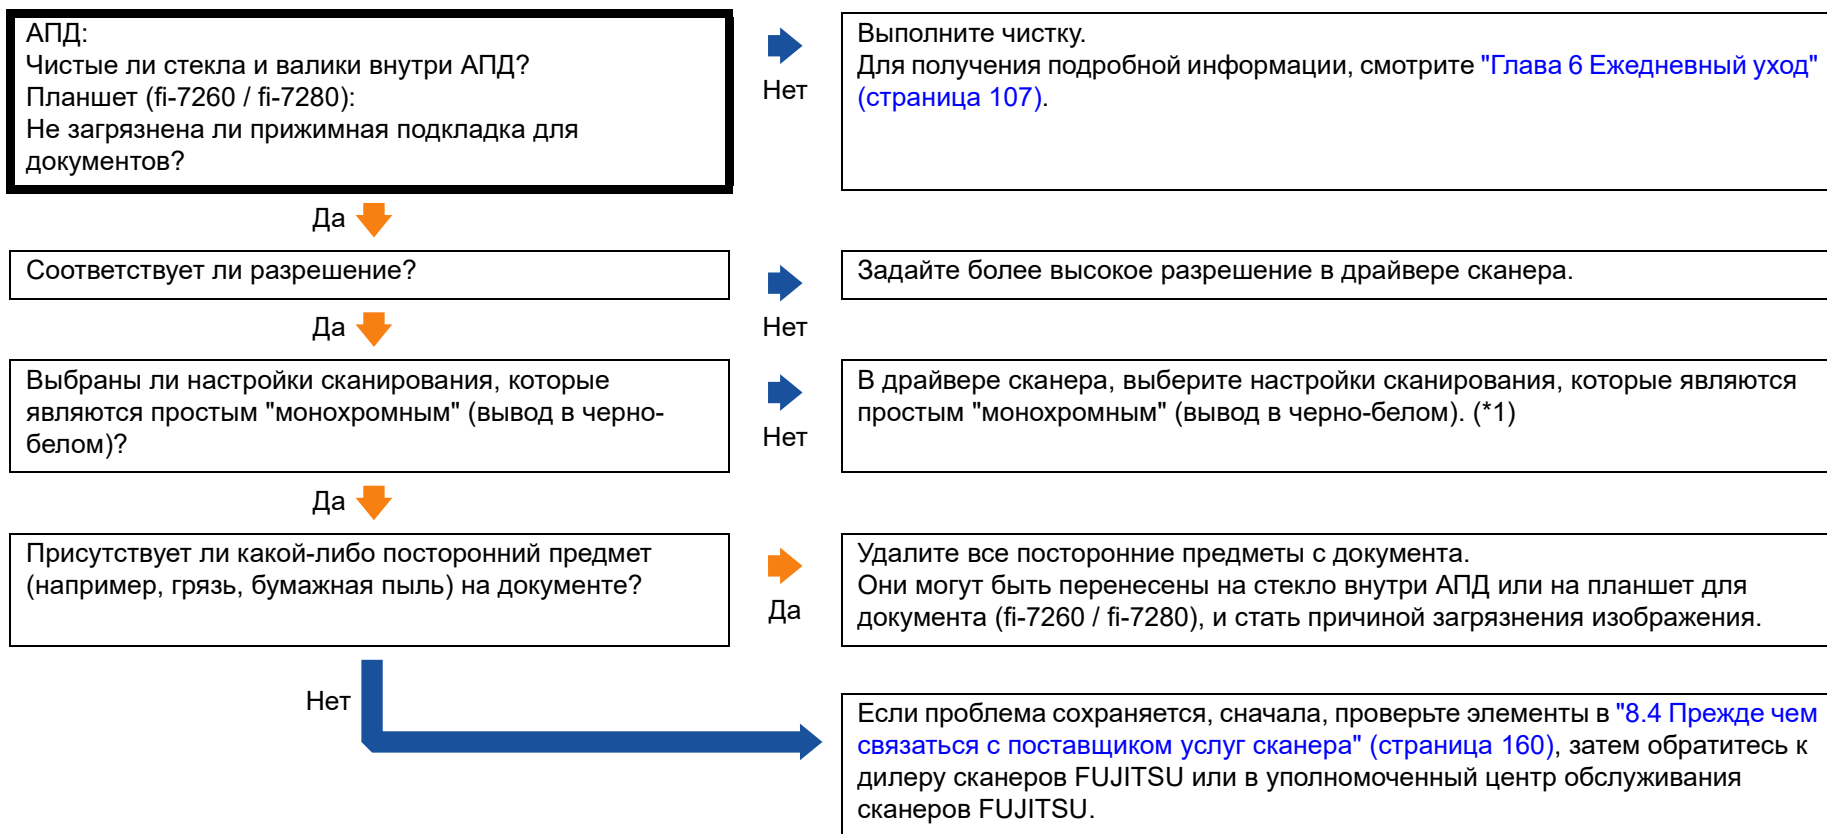 АПД:
Чистые ли стекла и валики внутри АПД?
Планшет (fi-7260 / fi-7280):
Не загрязнена ли прижимная подкладка для
документов?
Нет
Выполните чистку.
Для получения подробной информации, смотрите "Глава 6 Ежедневный уход"
(страница 107).
Да
Соответствует ли разрешение?
Нет
Задайте более высокое разрешение в драйвере сканера.
Да
Выбраны ли настройки сканирования, которые
являются простым "монохромным" (вывод в черно-
белом)?
Нет
В драйвере сканера, выберите настройки сканирования, которые являются
простым "монохромным" (вывод в черно-белом). (*1)
Да
Присутствует ли какой-либо посторонний предмет
(например, грязь, бумажная пыль) на документе?
Да
Удалите все посторонние предметы с документа.
Они могут быть перенесены на стекло внутри АПД или на планшет для
документа (fi-7260 / fi-7280), и стать причиной загрязнения изображения.
Нет
Если проблема сохраняется, сначала, проверьте элементы в "8.4 Прежде чем
связаться с поставщиком услуг сканера" (страница 160), затем обратитесь к
дилеру сканеров FUJITSU или в уполномоченный центр обслуживания
сканеров FUJITSU.